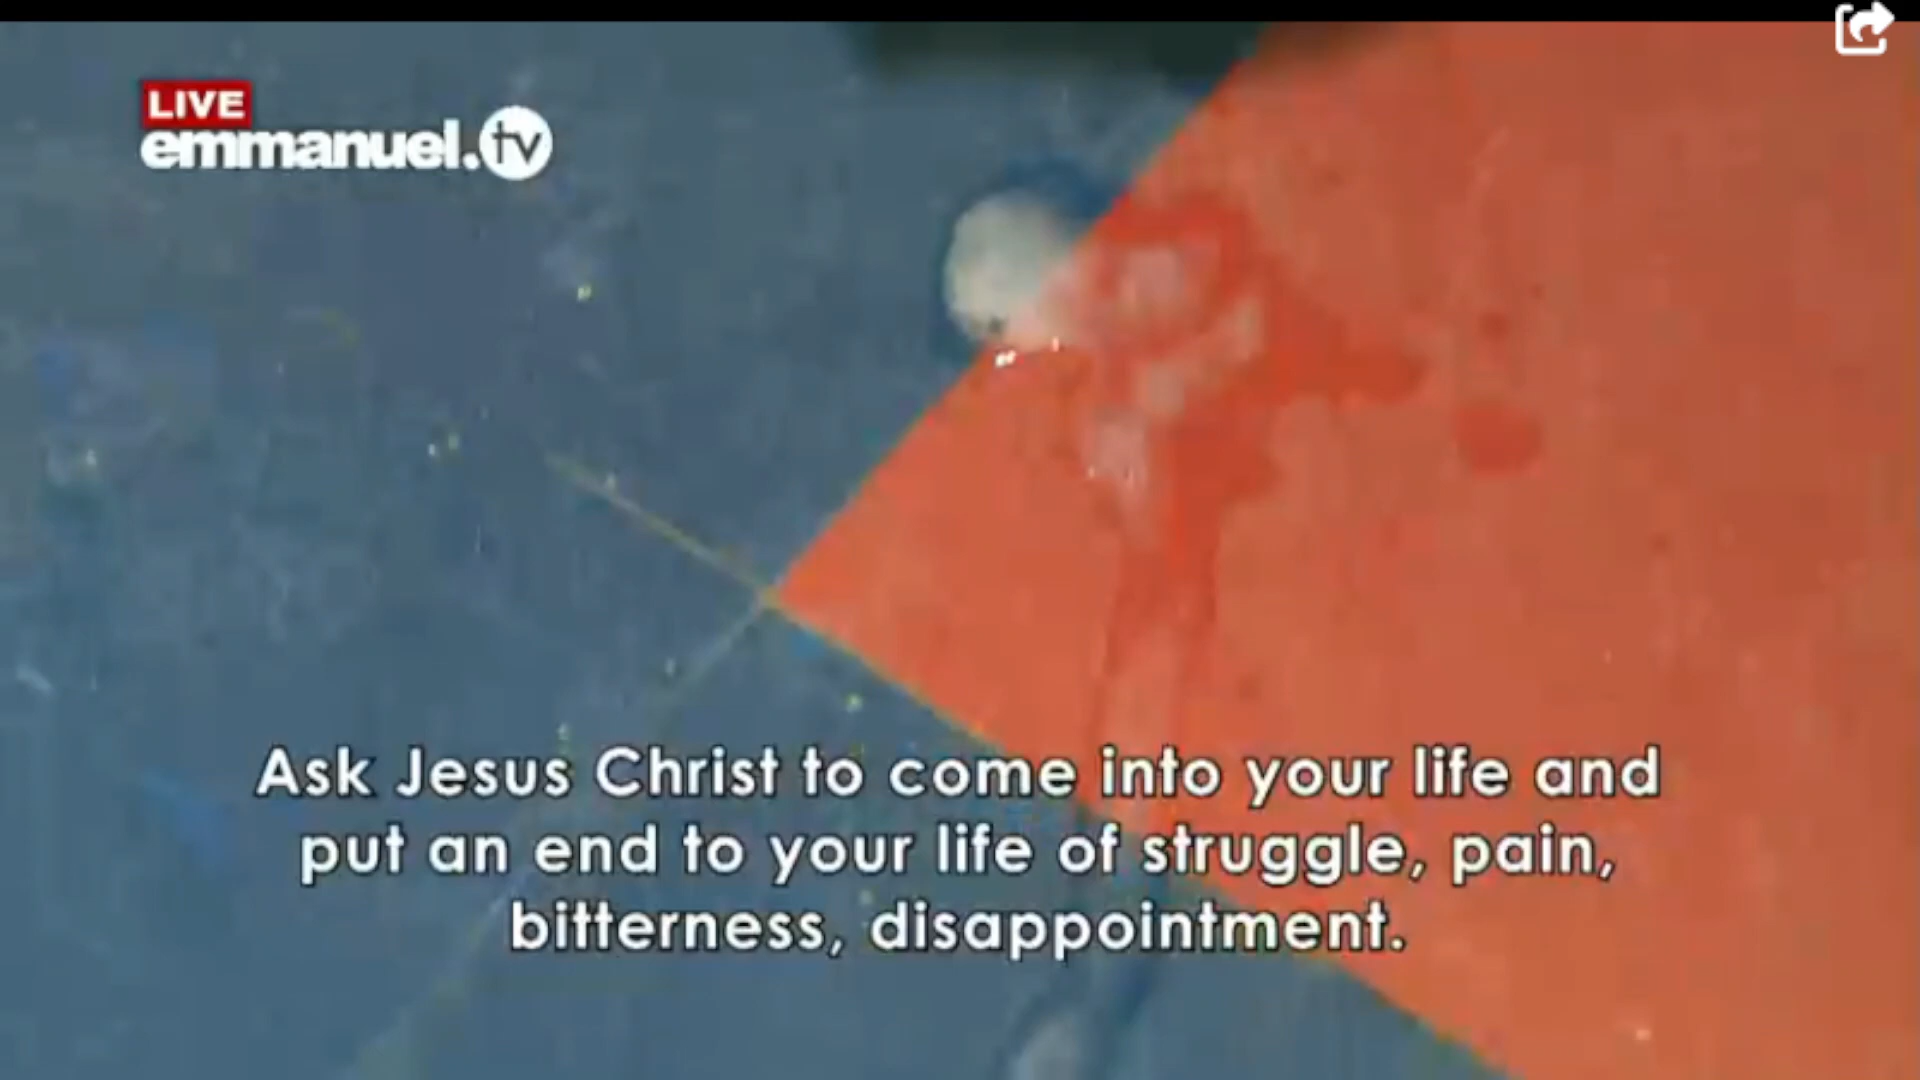 LIVE
emmanuel.tv
Ask Jesus Christ to come into your life and
put an end to your life of struggle, pain,
bitterness, disappointment.